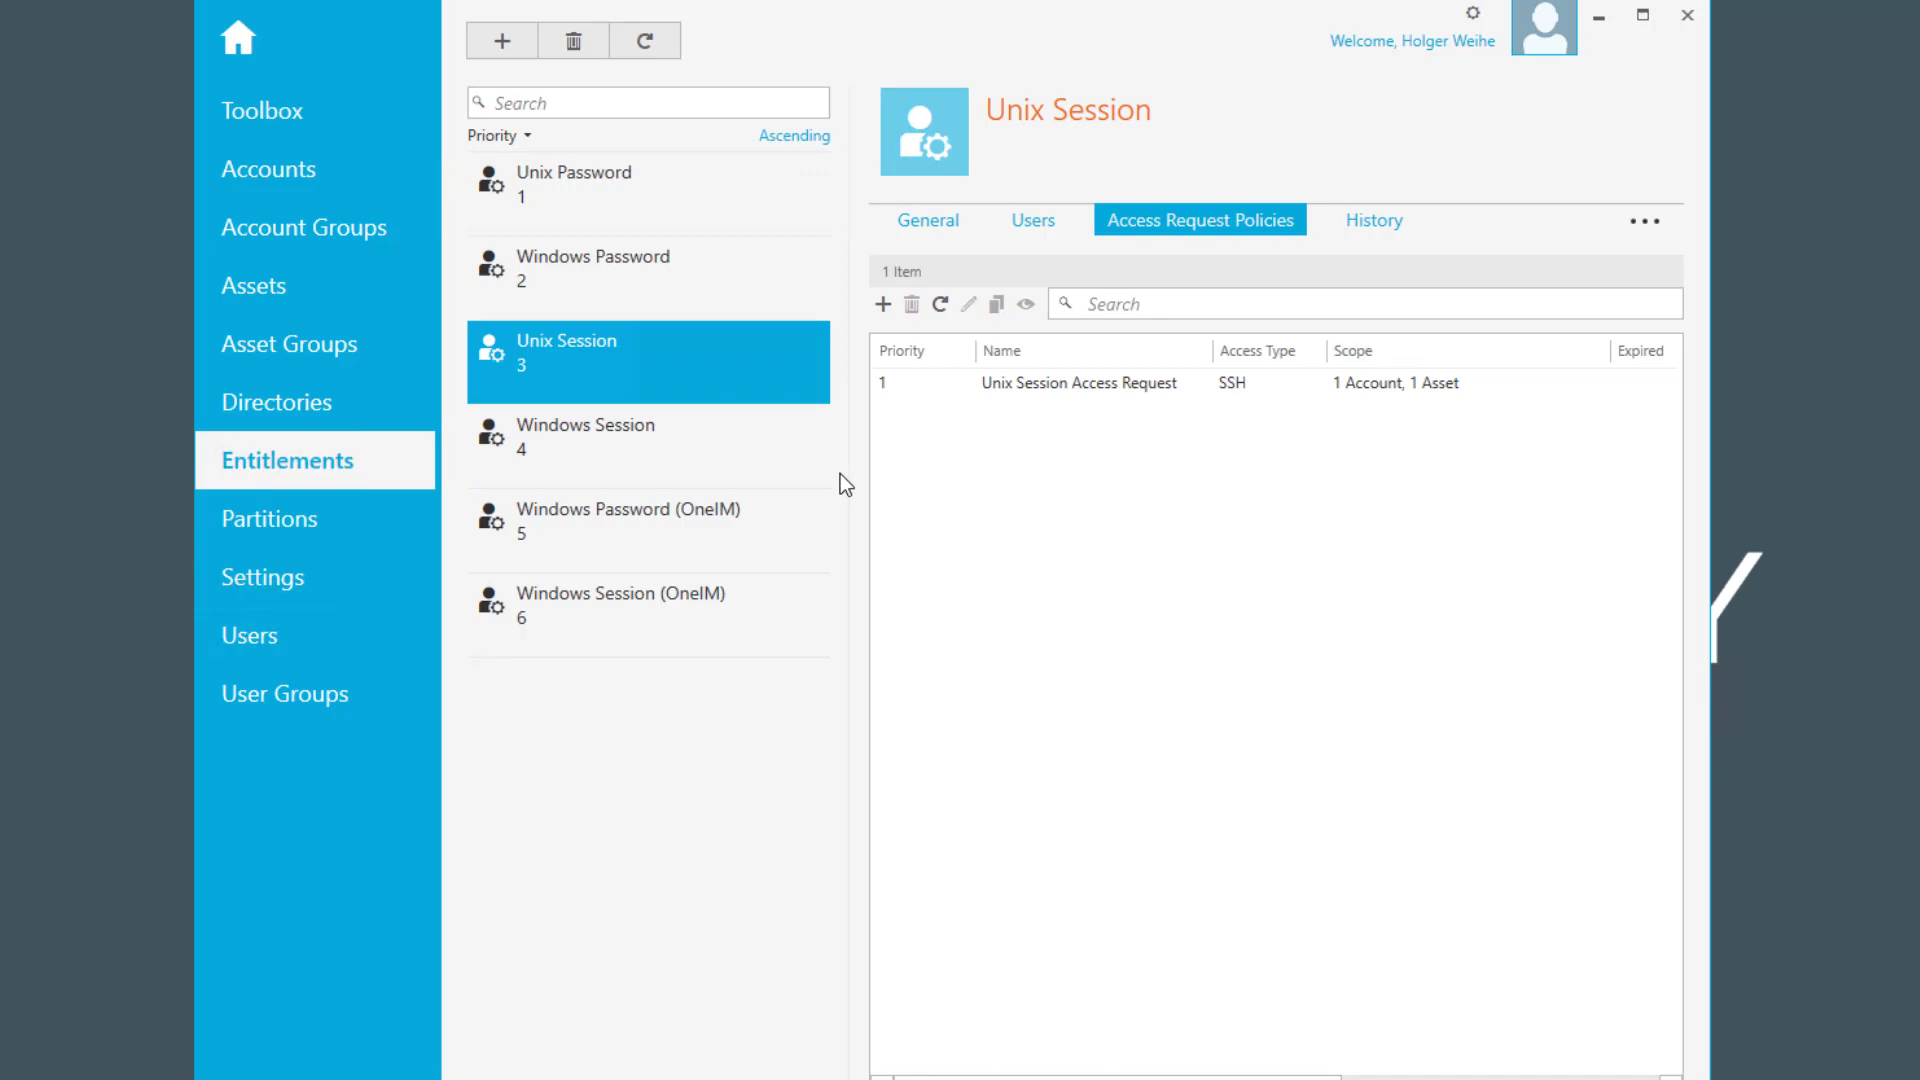 Welcome, Holger Weihe
Toolbox
Accounts
Account Groups
Assets
Asset Groups
Directories
Entitlements
Partitions
Settings
Users
User Groups
Search
Priority
Ascending
Unix Password
1
Windows Password
2
Unix Session
3
Windows Session
4
Windows Password (OneIM)
5
Windows Session (OneIM)
6
Unix Session
General Users Access Request Policies History
1 Item
Search
Priority Name Access Type Scope Expired
1 Unix Session Access Request SSH 1 Account, 1 Asset
Y